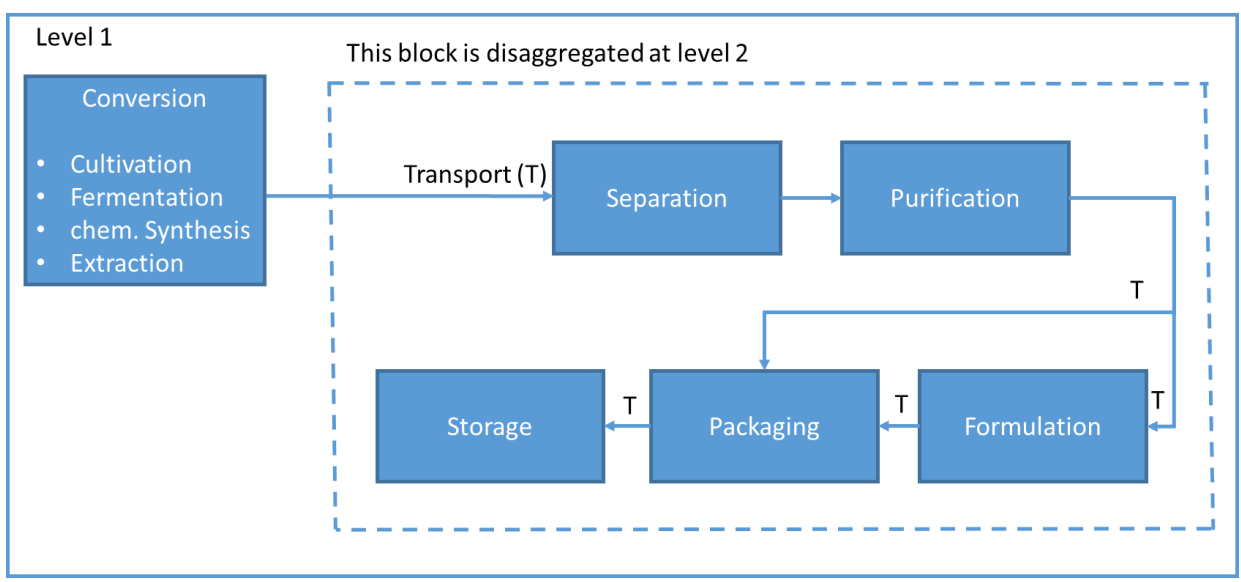 Level 1
This block is disaggregated at level 2
Conversion
• Cultivation
• Fermentation
• chem. Synthesis
• Extraction
Transport (T)
Separation
Purification
T
T
Formulation
T
Packaging
T
Storage